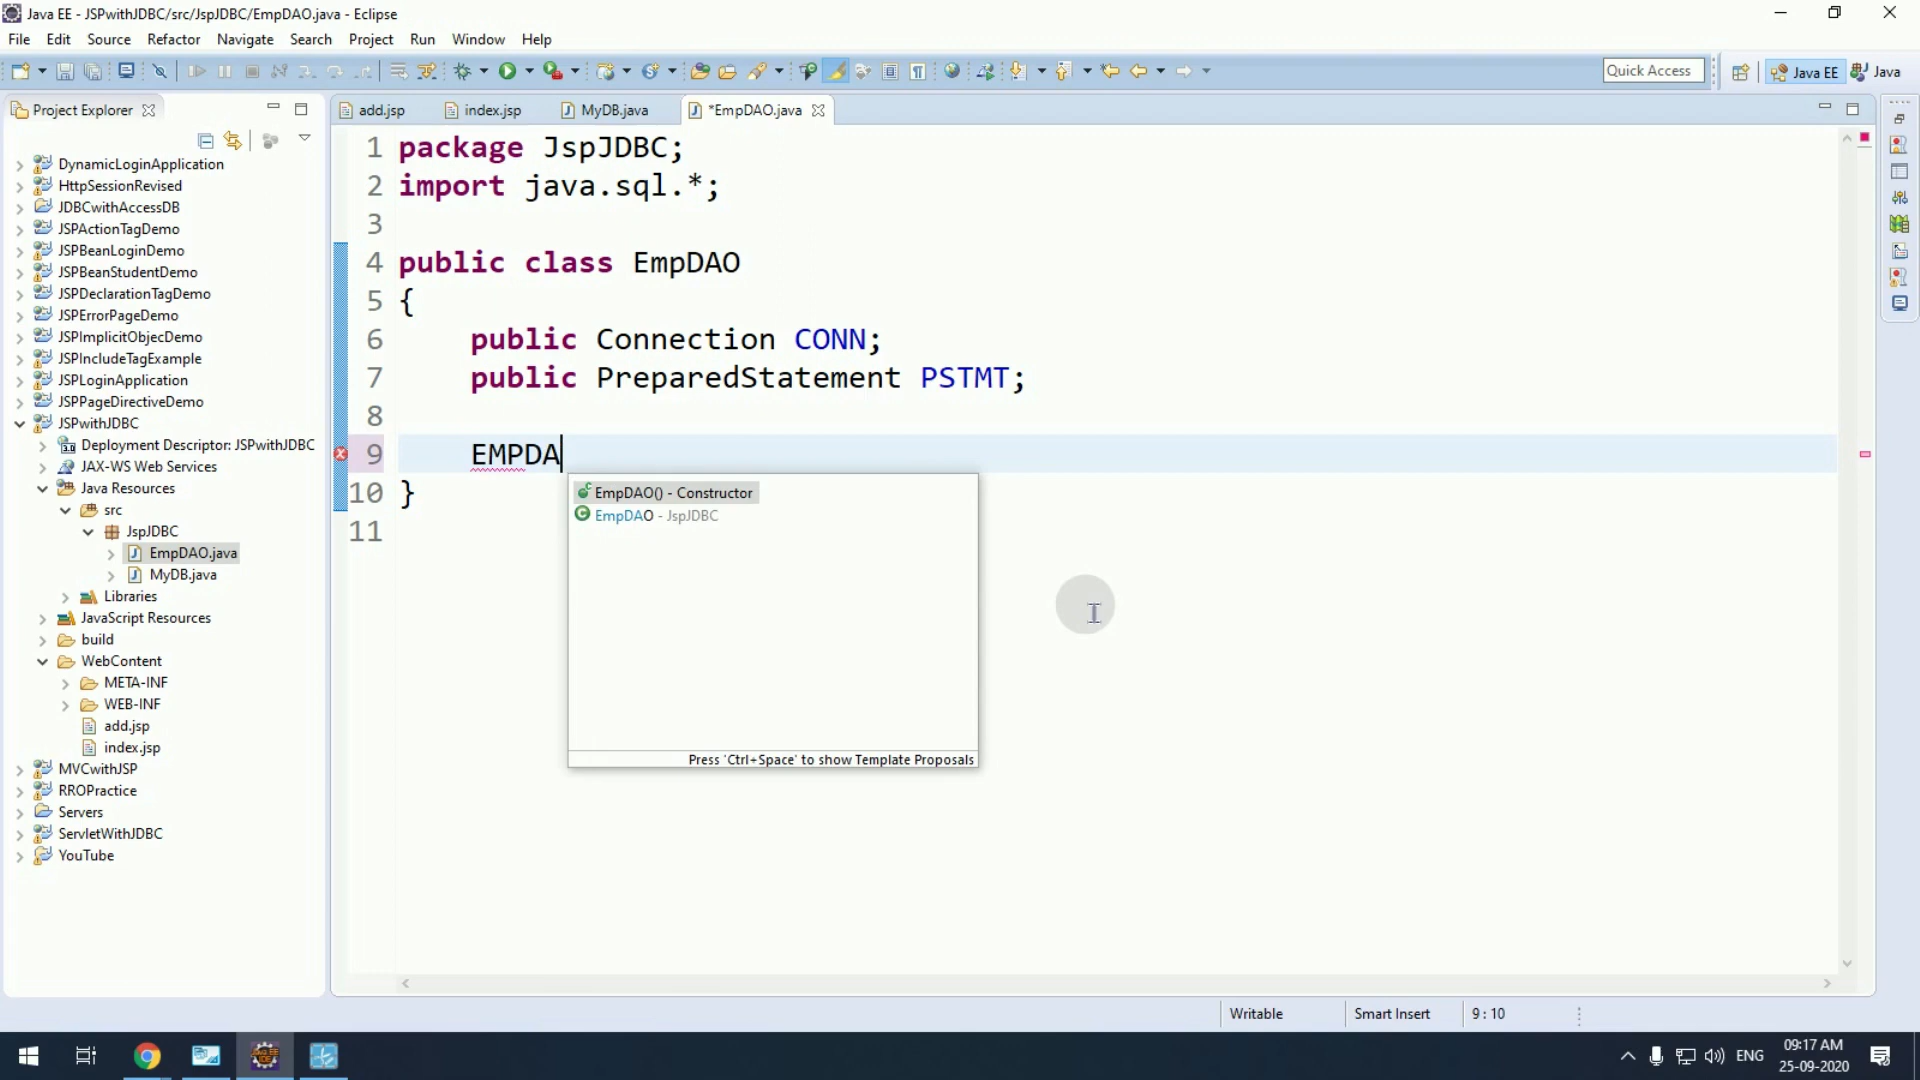 Java EE - JSPwithJDBC/src/JspJDBC/EmpDAO.java - Eclipse
File Edit Source Refactor Navigate Search Project Run Window Help
Quick Access
Java EE
Java
Project Explorer
add.jsp
index.jsp
MyDB.java
*EmpDAO.java
DynamicLoginApplication
HttpSessionRevised
JDBCwithAccessDB
JSPActionTagDemo
JSPBeanLoginDemo
JSPBeanStudentDemo
JSPDeclarationTagDemo
JSPErrorPageDemo
JSPImplicitObjecDemo
JSPIncludeTagExample
JSPLoginApplication
JSPPageDirectiveDemo
JSPwithJDBC
Deployment Descriptor: JSPwithJDBC
JAX-WS Web Services
Java Resources
src
JspJDBC
EmpDAO.java
MyDB.java
Libraries
JavaScript Resources
build
WebContent
META-INF
WEB-INF
add.jsp
index.jsp
MVCwithJSP
RROPractice
Servers
ServletWithJDBC
YouTube
1 package JspJDBC;
2 import java.sql.*;
3
4 public class EmpDAO
5 {
6 public Connection CONN;
7 public PreparedStatement PSTMT;
8
9 EMPDA
10 }
11
EmpDAO() - Constructor
EmpDAO - JspJDBC
Press 'Ctrl+Space' to show Template Proposals
Writable
Smart Insert
9 : 10
ENG
09:17 AM
25-09-2020